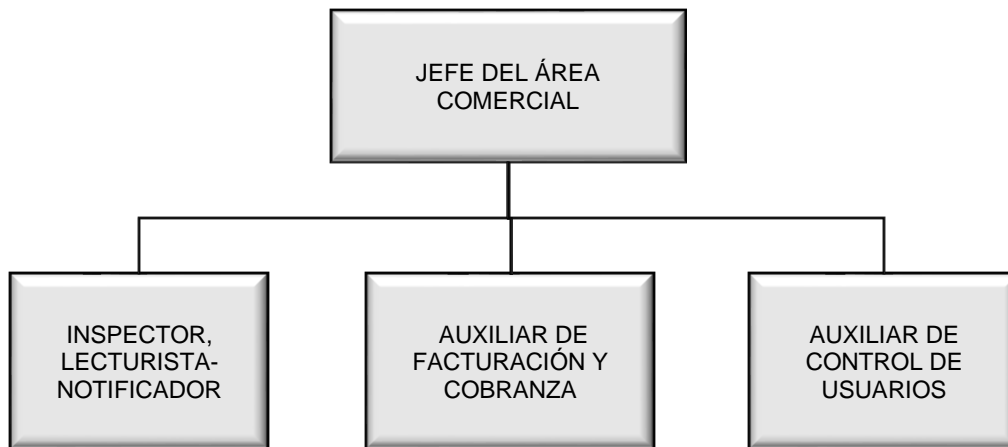 JEFE DEL ÁREA
COMERCIAL
INSPECTOR,
LECTURISTA-
NOTIFICADOR
AUXILIAR DE
FACTURACIÓN Y
COBRANZA
AUXILIAR DE
CONTROL DE
USUARIOS